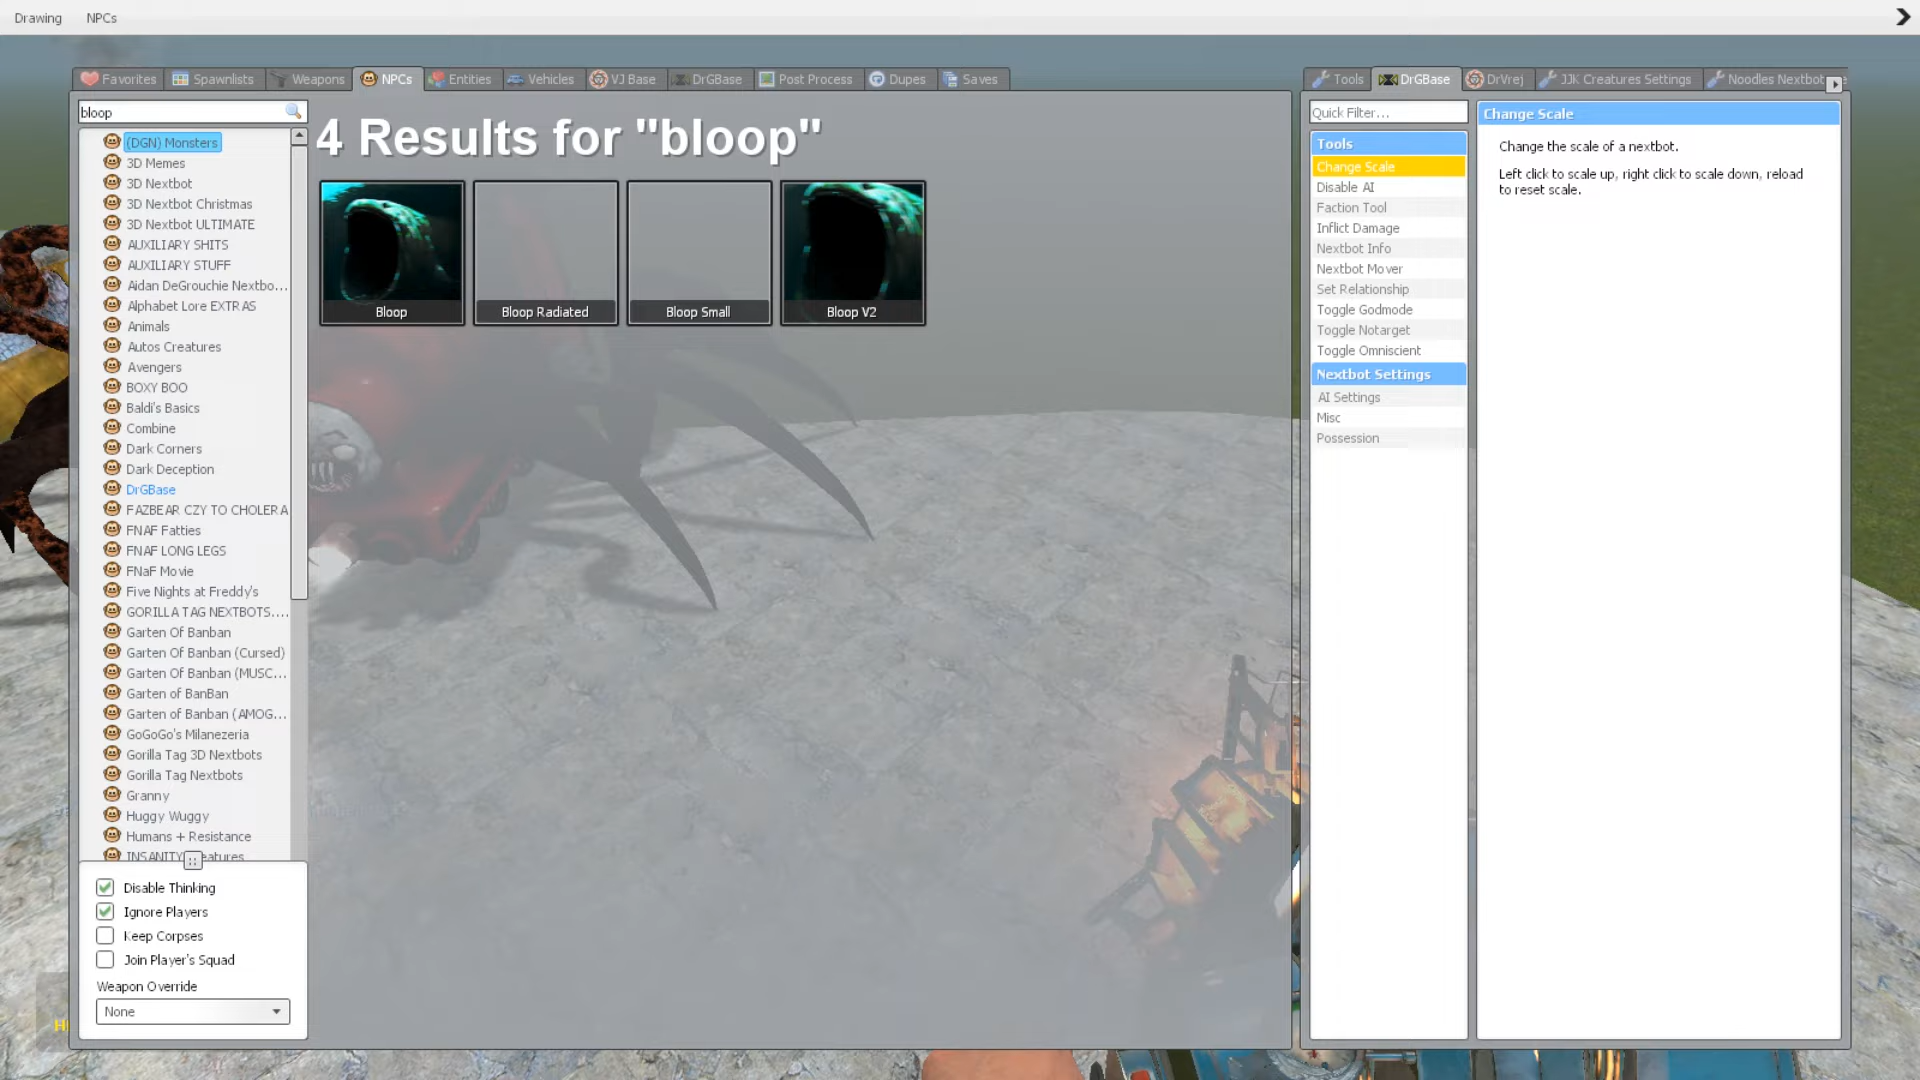 Drawing NPCs
Favorites Spawnlists Weapons NPCs Entities Vehicles VJ Base DrGBase Post Process Dupes Saves
bloop
(DGN) Monsters
3D Memes
3D Nextbot
3D Nextbot Christmas
3D Nextbot ULTIMATE
AUXILIARY SHITS
AUXILIARY STUFF
Aidan DeGrouchie Nextbo...
Alphabet Lore EXTRAS
Animals
Autos Creatures
Avengers
BOXY BOO
Baldi's Basics
Combine
Dark Corners
Dark Deception
DrGBase
FAZBEAR CZY TO CHOLERA
FNAF Fatties
FNAF LONG LEGS
FNaF Movie
Five Nights at Freddy's
GORILLA TAG NEXTBOTS....
Garten Of Banban
Garten Of Banban (Cursed)
Garten Of Banban (MUSC...
Garten of BanBan
Garten of Banban (AMOG...
GoGoGo's Milanezeria
Gorilla Tag 3D Nextbots
Gorilla Tag Nextbots
Granny
Huggy Wuggy
Humans + Resistance
Disable Thinking
Ignore Players
Keep Corpses
Join Player's Squad
Weapon Override
None
4 Results for "bloop"
Bloop
Bloop Radiated
Bloop Small
Bloop V2
Tools DrGBase DrVrej JJK Creatures Settings Noodles Nextbot
Quick Filter...
Tools
Change Scale
Disable AI
Faction Tool
Inflict Damage
Nextbot Info
Nextbot Mover
Set Relationship
Toggle Godmode
Toggle Notarget
Toggle Omniscient
Nextbot Settings
AI Settings
Misc
Possession
Change Scale
Change the scale of a nextbot.
Left click to scale up, right click to scale down, reload
to reset scale.